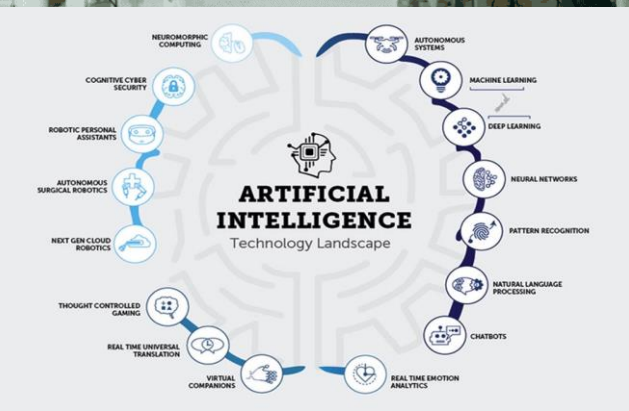 ARTIFICIAL
INTELLIGENCE
Technology Landscape
AUTONOMOUS
SYSTEMS
MACHINE LEARNING
DEEP LEARNING
NEURAL NETWORKS
PATTERN RECOGNITION
NATURAL LANGUAGE
PROCESSING
CHATBOTS
REAL TIME EMOTION
ANALYTICS
VIRTUAL
COMPANIONS
REAL TIME UNIVERSAL
TRANSLATION
THOUGHT CONTROLLED
GAMING
NEXT GEN CLOUD
ROBOTICS
AUTONOMOUS
SURGICAL ROBOTICS
ROBOTIC PERSONAL
ASSISTANTS
COGNITIVE CYBER
SECURITY
NEUROMORPHIC
COMPUTING